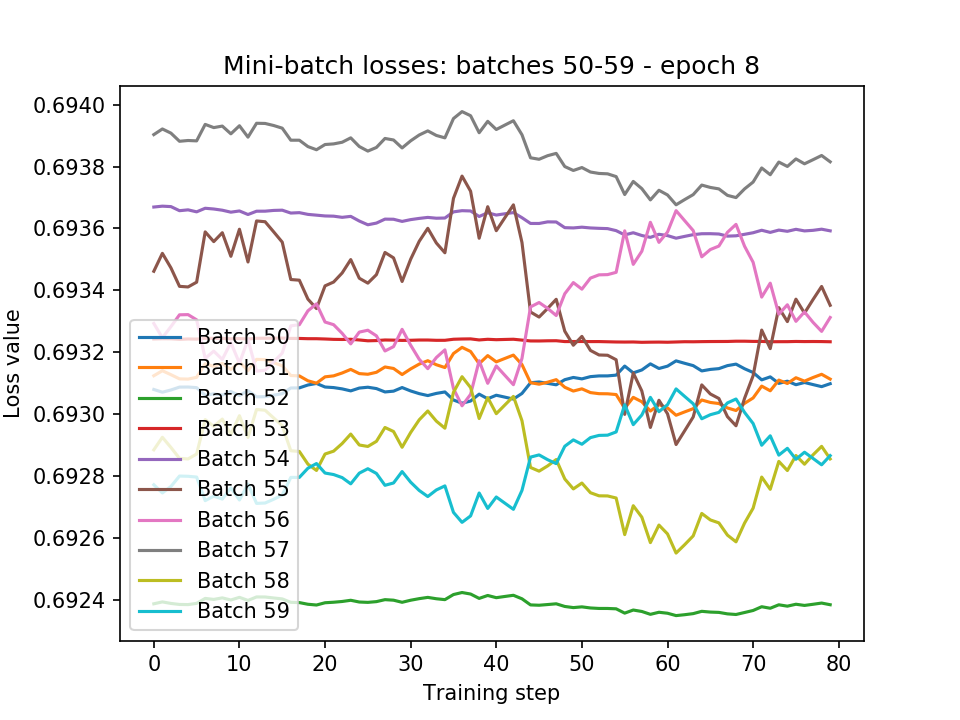 Mini-batch losses: batches 50-59 - epoch 8
Loss value
0.6940
0.6938
0.6936
0.6934
0.6932
0.6930
0.6928
0.6926
0.6924
Batch 50
Batch 51
Batch 52
Batch 53
Batch 54
Batch 55
Batch 56
Batch 57
Batch 58
Batch 59
0 10 20 30 40 50 60 70 80
Training step